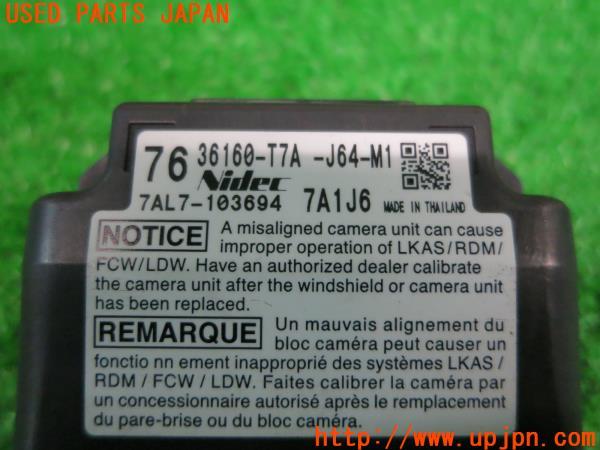 USED PARTS JAPAN
76 36160-T7A -J64-M1
Nidec
7AL7-103694 7A1J6 MADE IN THAILAND
NOTICE A misaligned camera unit can cause
improper operation of LKAS/RDM/
FCW/LDW. Have an authorized dealer calibrate
the camera unit after the windshield or camera unit
has been replaced.
REMARQUE Un mauvais alignement du
bloc caméra peut causer un
fonctio nn ement inapproprié des systèmes LKAS /
RDM / FCW / LDW. Faites calibrer la caméra par
un concessionnaire autorisé après le remplacement
du pare-brise ou du bloc caméra.
http://www.upjpn.com/